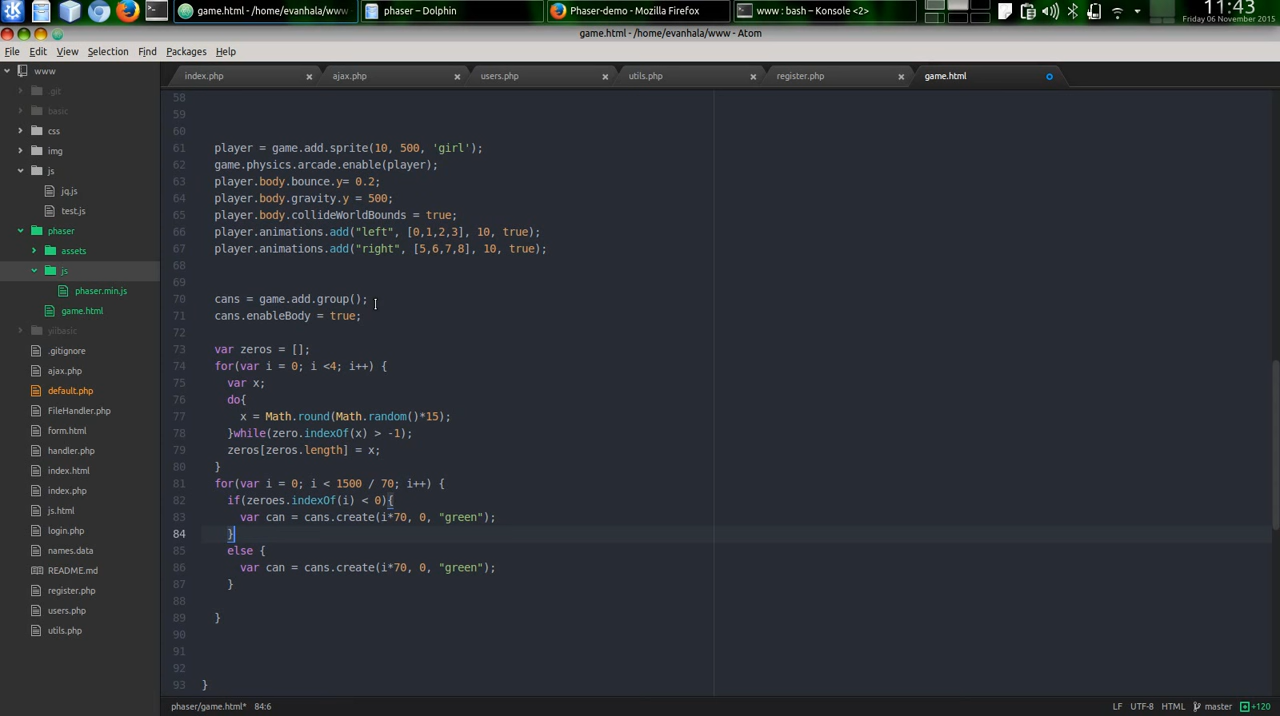 game.html - /home/evanhala/www
phaser – Dolphin
Phaser-demo - Mozilla Firefox
www : bash – Konsole <2>
11:43
Friday 06 November 2015
game.html - /home/evanhala/www - Atom
File Edit View Selection Find Packages Help
www
.git
basic
css
img
js
jq.js
test.js
phaser
assets
js
phaser.min.js
game.html
yiibasic
.gitignore
ajax.php
default.php
FileHandler.php
form.html
handler.php
index.html
index.php
js.html
login.php
names.data
README.md
register.php
users.php
utils.php
index.php
ajax.php
users.php
utils.php
register.php
game.html
58
59
60
61 player = game.add.sprite(10, 500, 'girl');
62 game.physics.arcade.enable(player);
63 player.body.bounce.y= 0.2;
64 player.body.gravity.y = 500;
65 player.body.collideWorldBounds = true;
66 player.animations.add("left", [0,1,2,3], 10, true);
67 player.animations.add("right", [5,6,7,8], 10, true);
68
69
70 cans = game.add.group();
71 cans.enableBody = true;
72
73 var zeros = [];
74 for(var i = 0; i <4; i++) {
75 var x;
76 do{
77 x = Math.round(Math.random()*15);
78 }while(zero.indexOf(x) > -1);
79 zeros[zeros.length] = x;
80 }
81 for(var i = 0; i < 1500 / 70; i++) {
82 if(zeroes.indexOf(i) < 0){
83 var can = cans.create(i*70, 0, "green");
84 }
85 else {
86 var can = cans.create(i*70, 0, "green");
87 }
88
89 }
90
91
92
93 }
phaser/game.html* 84:6
LF UTF-8 HTML master +120